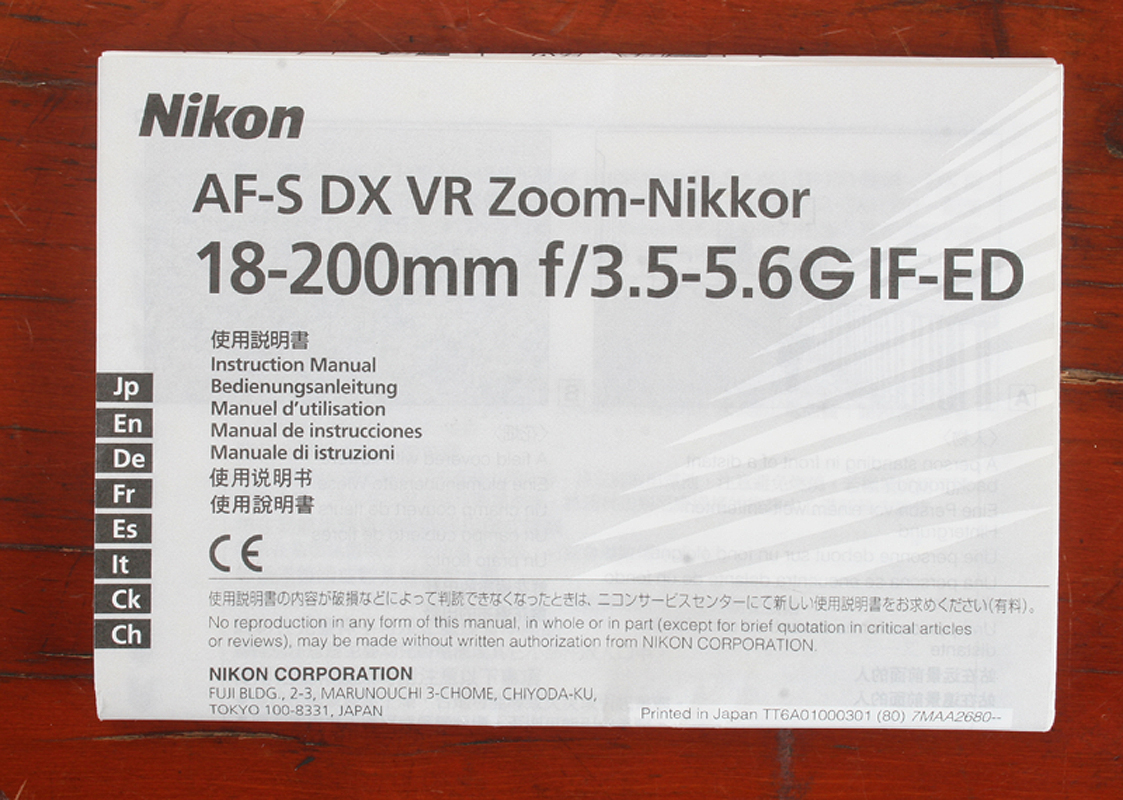 Nikon
AF-S DX VR Zoom-Nikkor
18-200mm f/3.5-5.6G IF-ED
使用説明書
Instruction Manual
Bedienungsanleitung
Manuel d'utilisation
Manual de instrucciones
Manuale di istruzioni
使用说明书
使用說明書
Jp
En
De
Fr
Es
It
Ck
Ch
CE
使用説明書の内容が破損などによって判読できなくなったときは、ニコンサービスセンターにて新しい使用説明書をお求めください(有料)。
No reproduction in any form of this manual, in whole or in part (except for brief quotation in critical articles
or reviews), may be made without written authorization from NIKON CORPORATION.
NIKON CORPORATION
FUJI BLDG., 2-3, MARUNOUCHI 3-CHOME, CHIYODA-KU,
TOKYO 100-8331, JAPAN
Printed in Japan TT6A01000301 (80) 7MAA2680--